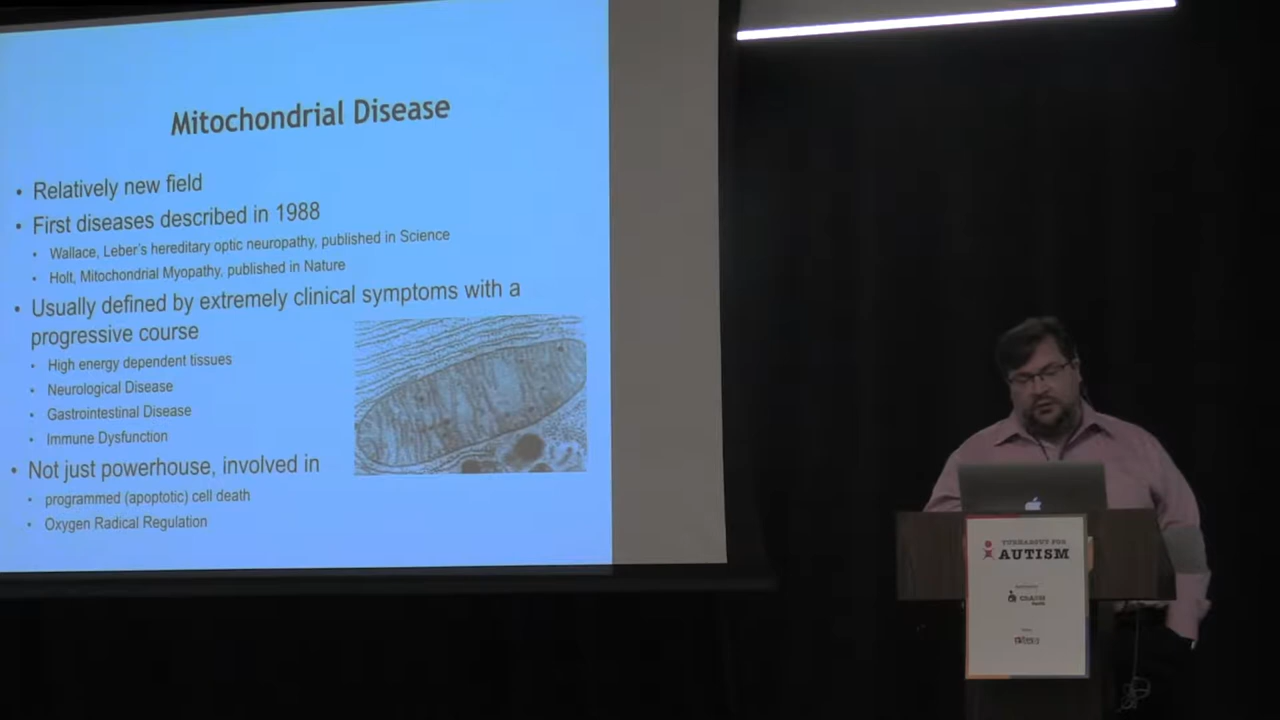 Mitochondrial Disease
• Relatively new field
• First diseases described in 1988
• Wallace, Leber's hereditary optic neuropathy, published in Science
• Holt, Mitochondrial Myopathy, published in Nature
• Usually defined by extremely clinical symptoms with a
progressive course
• High energy dependent tissues
• Neurological Disease
• Gastrointestinal Disease
• Immune Dysfunction
• Not just powerhouse, involved in
• programmed (apoptotic) cell death
• Oxygen Radical Regulation
AUTISM